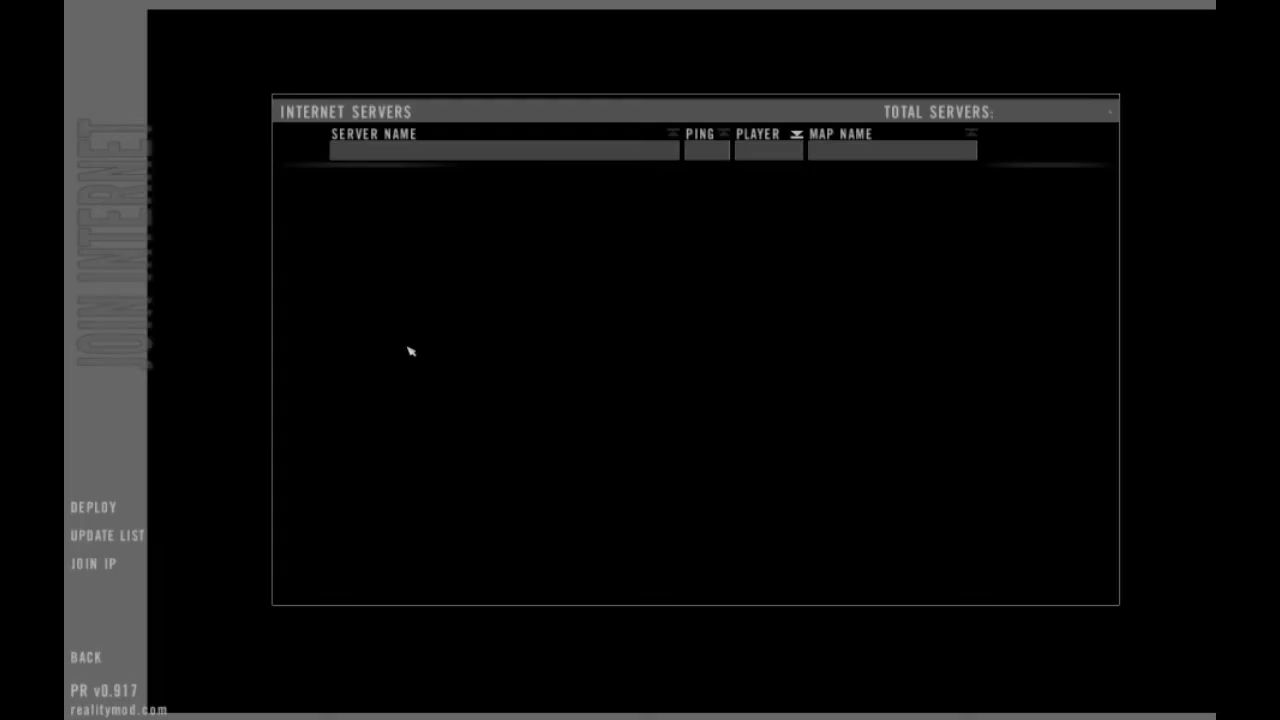 JOIN INTERNET
INTERNET SERVERS
TOTAL SERVERS:
SERVER NAME
PING
PLAYER
MAP NAME
DEPLOY
UPDATE LIST
JOIN IP
BACK
PR v0.917
realitymod.com